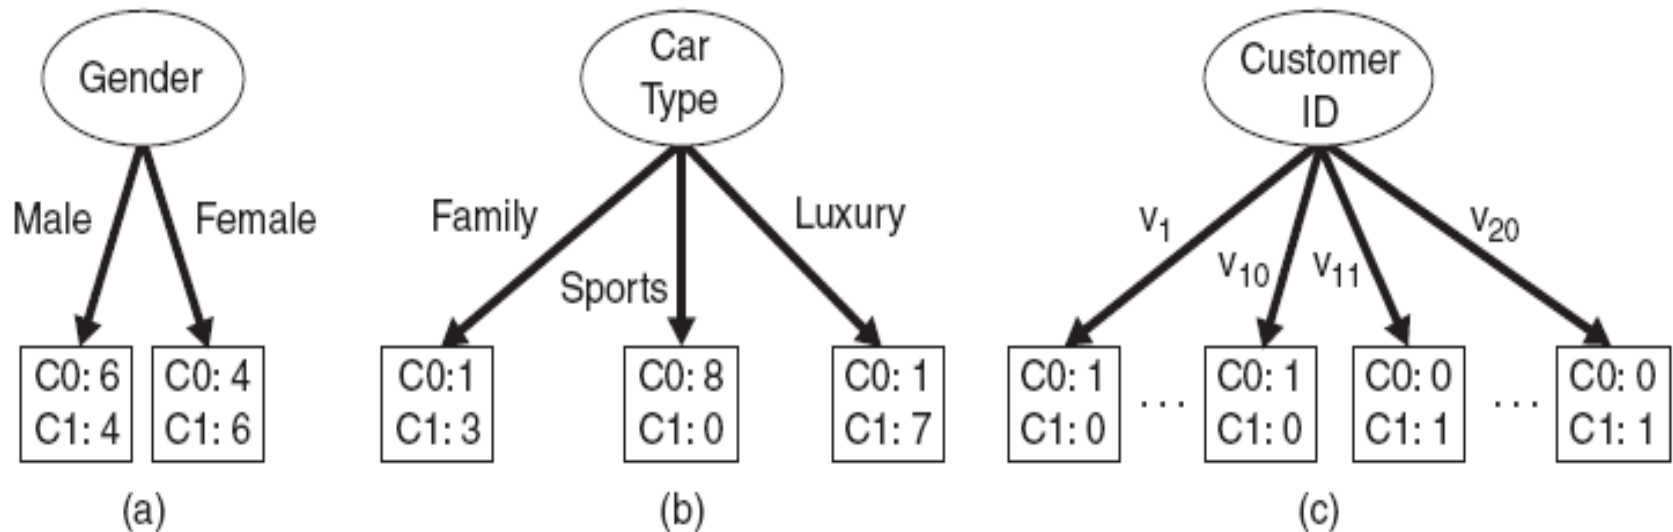 Gender
Male
Female
C0: 6
C1: 4
C0: 4
C1: 6
(a)
Car
Type
Family
Sports
Luxury
C0:1
C1: 3
C0: 8
C1: 0
C0: 1
C1: 7
(b)
Customer
ID
v1
v10
v11
v20
C0: 1
C1: 0
...
C0: 1
C1: 0
C0: 0
C1: 1
...
C0: 0
C1: 1
(c)